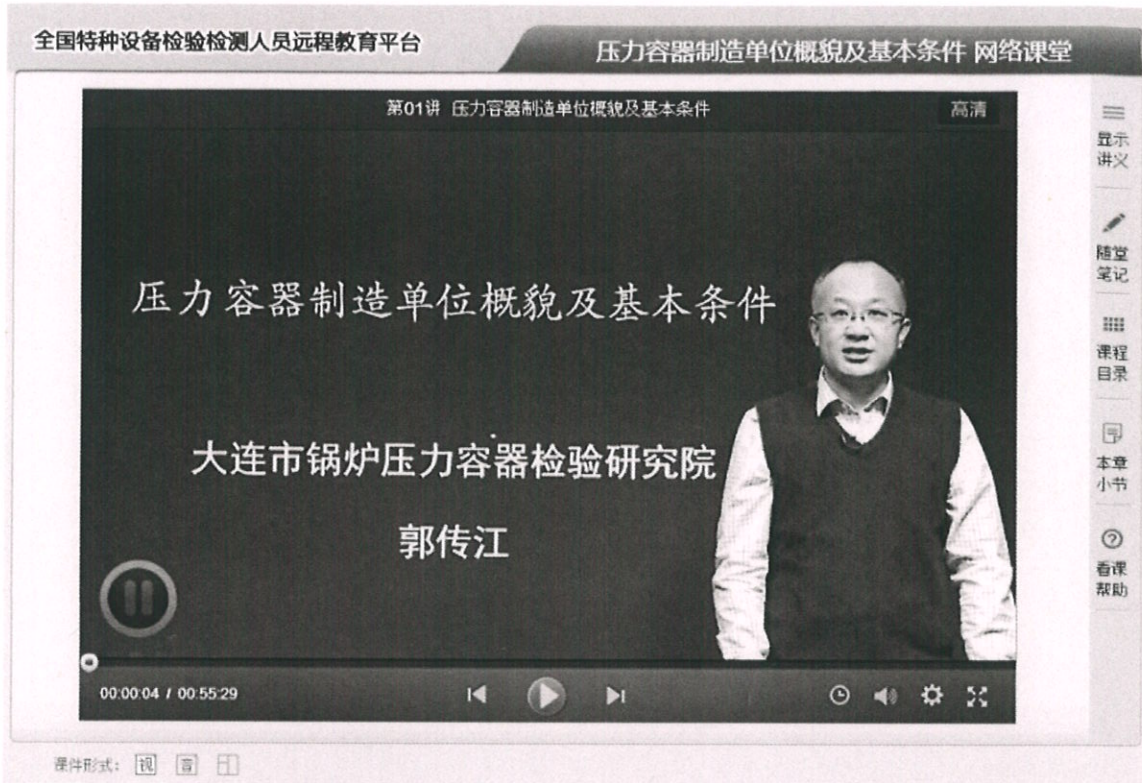 全国特种设备检验检测人员远程教育平台
压力容器制造单位概貌及基本条件 网络课堂
第01讲 压力容器制造单位概貌及基本条件
高清
压力容器制造单位概貌及基本条件
大连市锅炉压力容器检验研究院
郭传江
00:00:04 / 00:55:29
显示
讲义
随堂
笔记
课程
目录
本章
小节
看课
帮助
课件形式: 视 音